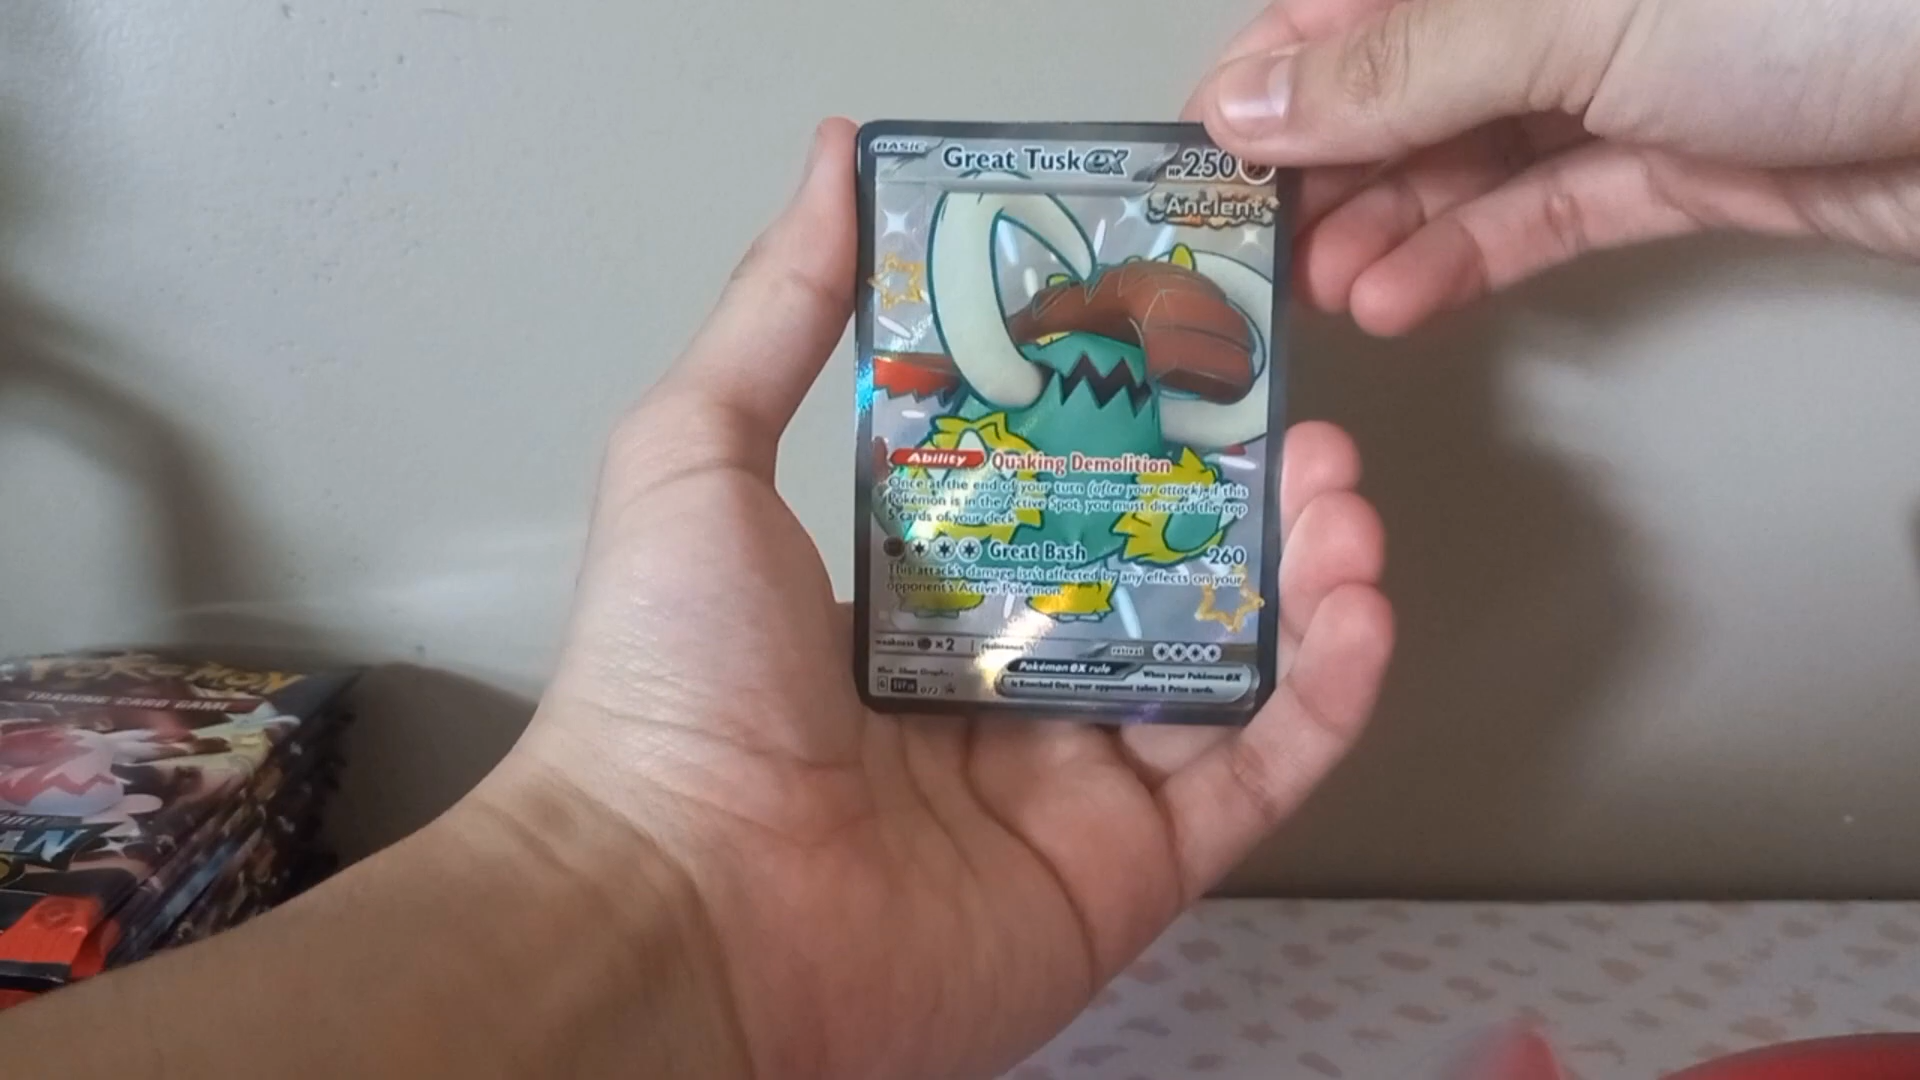 BASIC Great Tusk ex HP 250
Ancient
Ability Quaking Demolition
Once at the end of your turn (after your attack), if this
Pokémon is in the Active Spot, you must discard the top
5 cards of your deck.
Great Bash 260
This attack's damage isn't affected by any effects on your
opponent's Active Pokémon.
weakness ×2 resistance retreat
Pokémon ex rule When your Pokémon ex
is Knocked Out, your opponent takes 2 Prize cards.
G SVP EN 072
Pokémon
TRADING CARD GAME